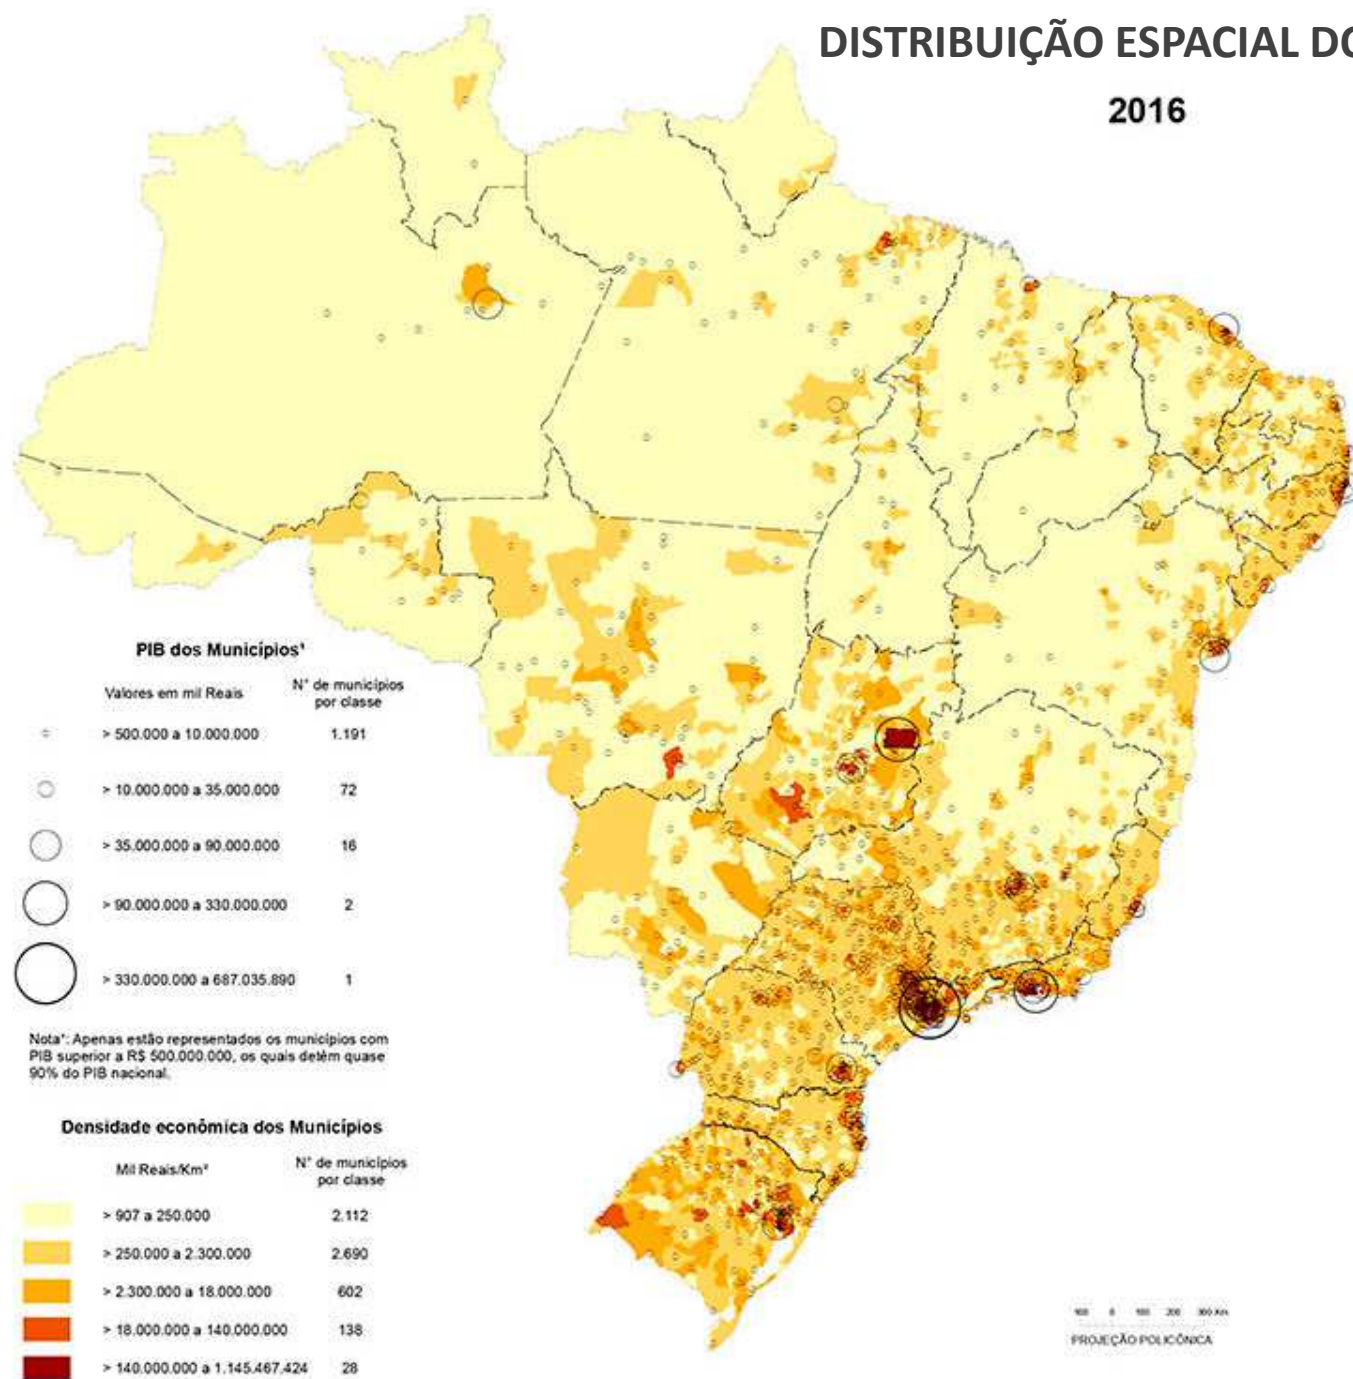 DISTRIBUIÇÃO ESPACIAL DO
2016
PIB dos Municípios¹
Valores em mil Reais
N° de municípios
por classe
> 500.000 a 10.000.000 1.191
> 10.000.000 a 35.000.000 72
> 35.000.000 a 90.000.000 16
> 90.000.000 a 330.000.000 2
> 330.000.000 a 687.035.890 1
Nota¹: Apenas estão representados os municípios com
PIB superior a R$ 500.000.000, os quais detêm quase
90% do PIB nacional.
Densidade econômica dos Municípios
Mil Reais/Km²
N° de municípios
por classe
> 907 a 250.000 2.112
> 250.000 a 2.300.000 2.690
> 2.300.000 a 18.000.000 602
> 18.000.000 a 140.000.000 138
> 140.000.000 a 1.145.467.424 28
100 0 100 200 300 Km
PROJEÇÃO POLICÔNICA